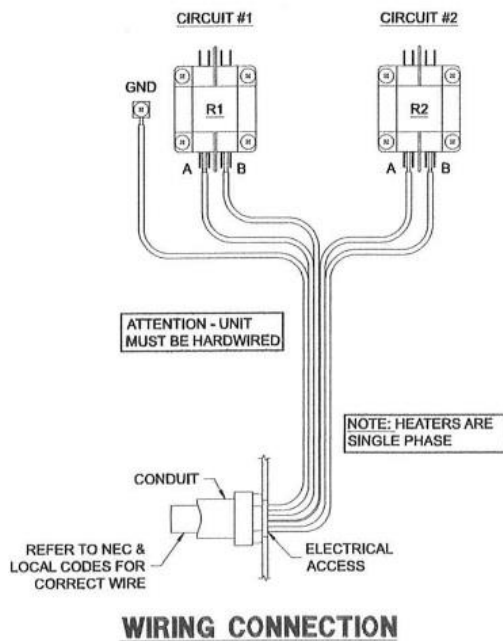 CIRCUIT #1
CIRCUIT #2
GND
R1
R2
A
B
A
B
ATTENTION - UNIT
MUST BE HARDWIRED
NOTE: HEATERS ARE
SINGLE PHASE
CONDUIT
REFER TO NEC &
LOCAL CODES FOR
CORRECT WIRE
ELECTRICAL
ACCESS
WIRING CONNECTION